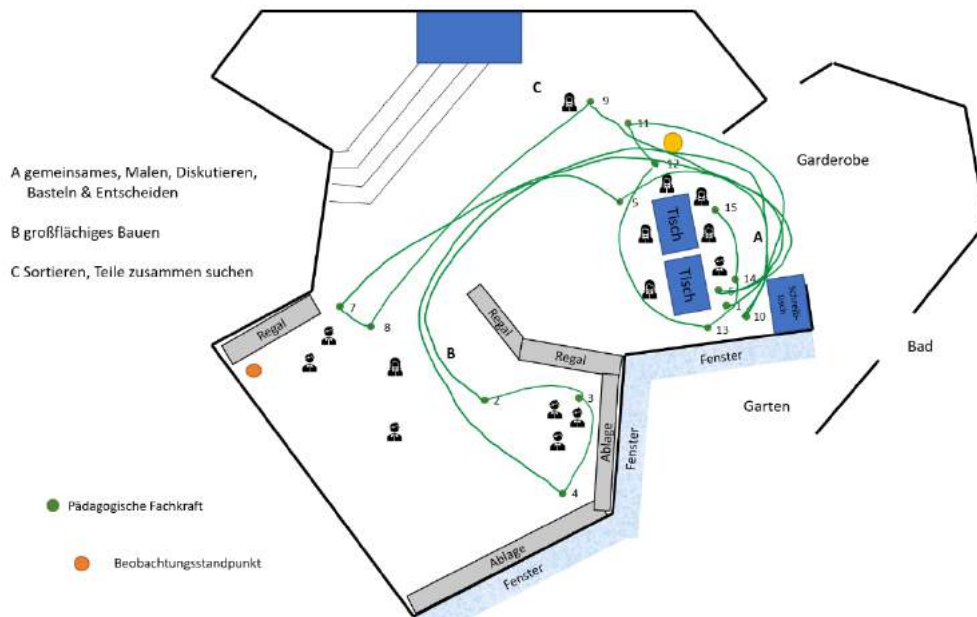 C
9
11
12
Garderobe
A gemeinsames, Malen, Diskutieren,
Basteln & Entscheiden
B großflächiges Bauen
C Sortieren, Teile zusammen suchen
5
15
Tisch
A
Tisch
14
6
1
10
13
Schreib-
tisch
7
8
Regal
Regal
Regal
B
Fenster
Bad
2
3
Garten
Ablage
Fenster
4
Pädagogische Fachkraft
Beobachtungsstandpunkt
Ablage
Fenster